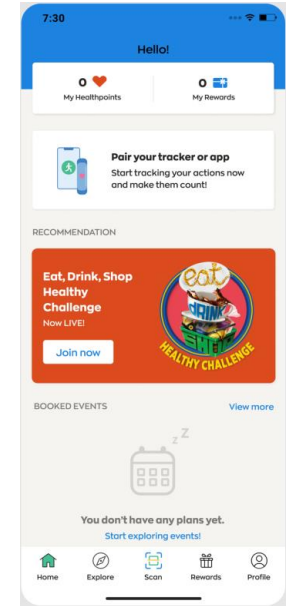 7:30
Hello!
0
My Healthpoints
0
My Rewards
Pair your tracker or app
Start tracking your actions now
and make them count!
RECOMMENDATION
Eat, Drink, Shop
Healthy
Challenge
Now LIVE!
Join now
eat
DRINK
SHOP
HEALTHY CHALLENGE
BOOKED EVENTS
View more
z Z
You don't have any plans yet.
Start exploring events!
Home
Explore
Scan
Rewards
Profile